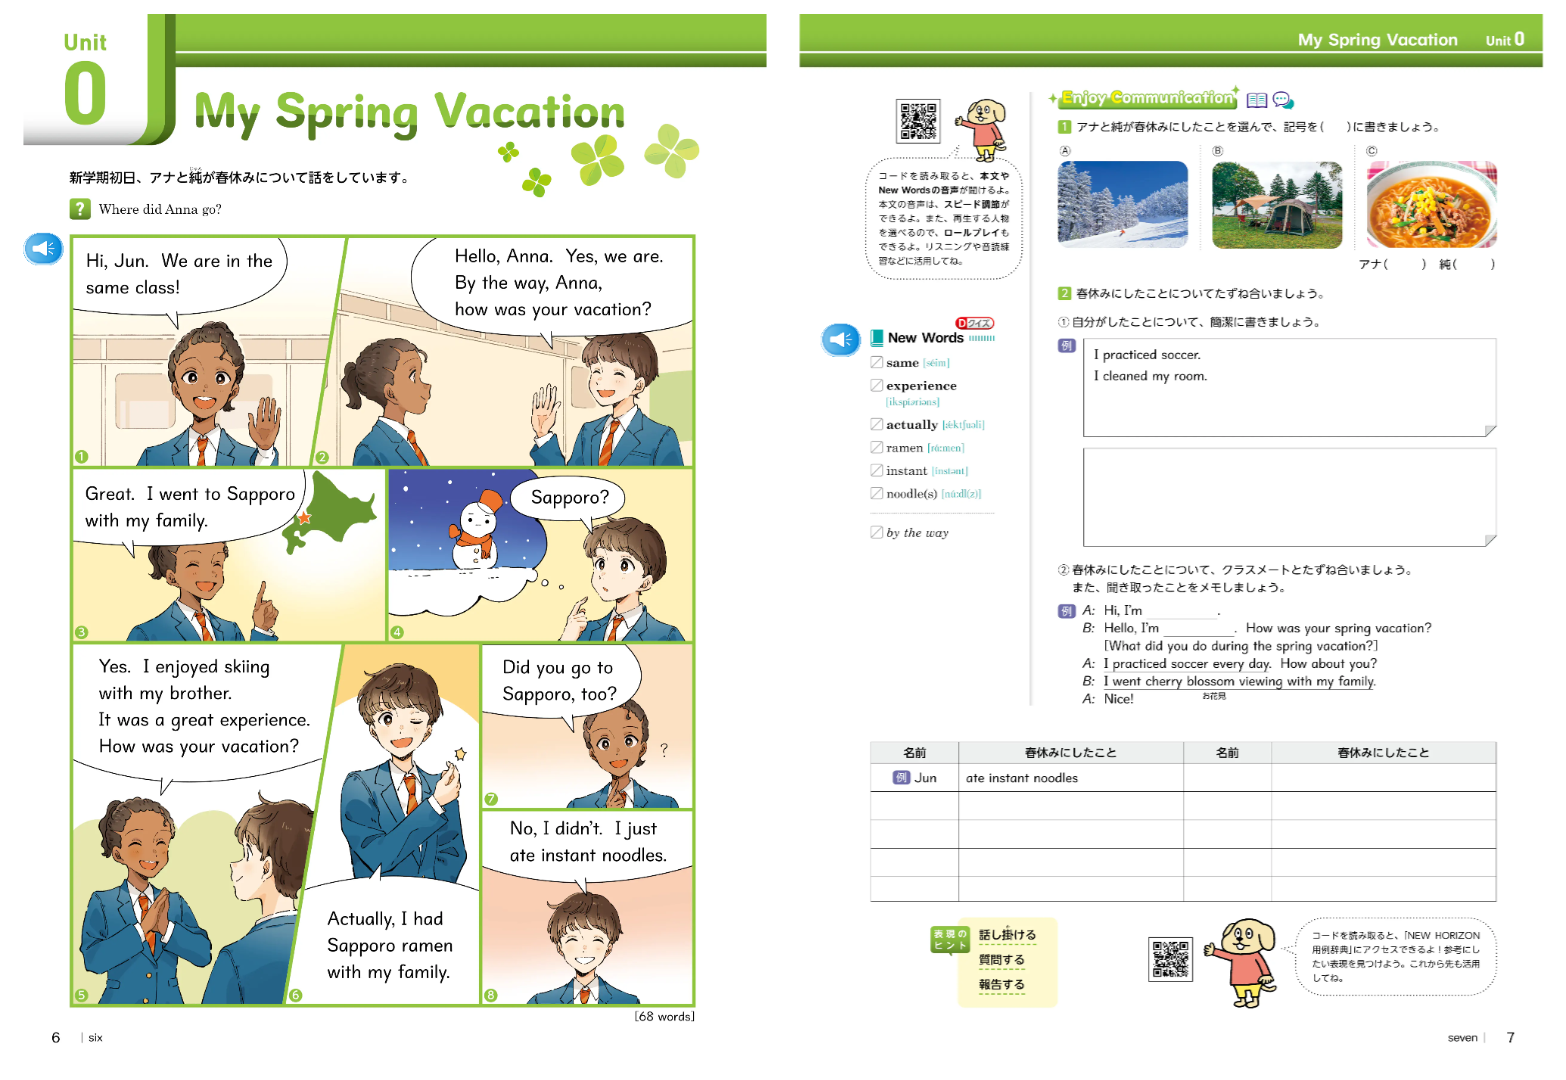 Unit
0
My Spring Vacation
新学期初日、アナと純が春休みについて話をしています。
じゅん
? Where did Anna go?
Hi, Jun. We are in the
same class!
1
Hello, Anna. Yes, we are.
By the way, Anna,
how was your vacation?
2
Great. I went to Sapporo
with my family.
3
Sapporo?
4
Yes. I enjoyed skiing
with my brother.
It was a great experience.
How was your vacation?
5
Actually, I had
Sapporo ramen
with my family.
6
Did you go to
Sapporo, too?
?
7
No, I didn't. I just
ate instant noodles.
8
[68 words]
6 | six
My Spring Vacation Unit 0
コードを読み取ると、本文や
New Wordsの音声が聞けるよ。
本文の音声は、スピード調節が
できるよ。また、再生する人物
を選べるので、ロールプレイも
できるよ。リスニングや音読練
習などに活用してね。
Dクイズ
New Words
same [séim]
experience
[ikspíəriəns]
actually [ǽktʃuəli]
ramen [rɑ́ːmen]
instant [ínstənt]
noodle(s) [núːdl(z)]
by the way
Enjoy Communication
1 アナと純が春休みにしたことを選んで、記号を( )に書きましょう。
Ⓐ Ⓑ Ⓒ
アナ( ) 純( )
2 春休みにしたことについてたずね合いましょう。
①自分がしたことについて、簡潔に書きましょう。
例 I practiced soccer.
I cleaned my room.
②春休みにしたことについて、クラスメートとたずね合いましょう。
また、聞き取ったことをメモしましょう。
例 A: Hi, I'm ________.
B: Hello, I'm ________. How was your spring vacation?
[What did you do during the spring vacation?]
A: I practiced soccer every day. How about you?
B: I went cherry blossom viewing with my family.
お花見
A: Nice!
名前 春休みにしたこと 名前 春休みにしたこと
例 Jun ate instant noodles
表現の
ヒント
話し掛ける
か
質問する
報告する
コードを読み取ると、「NEW HORIZON
用例辞典」にアクセスできるよ！参考にし
たい表現を見つけよう。これから先も活用
してね。
seven | 7